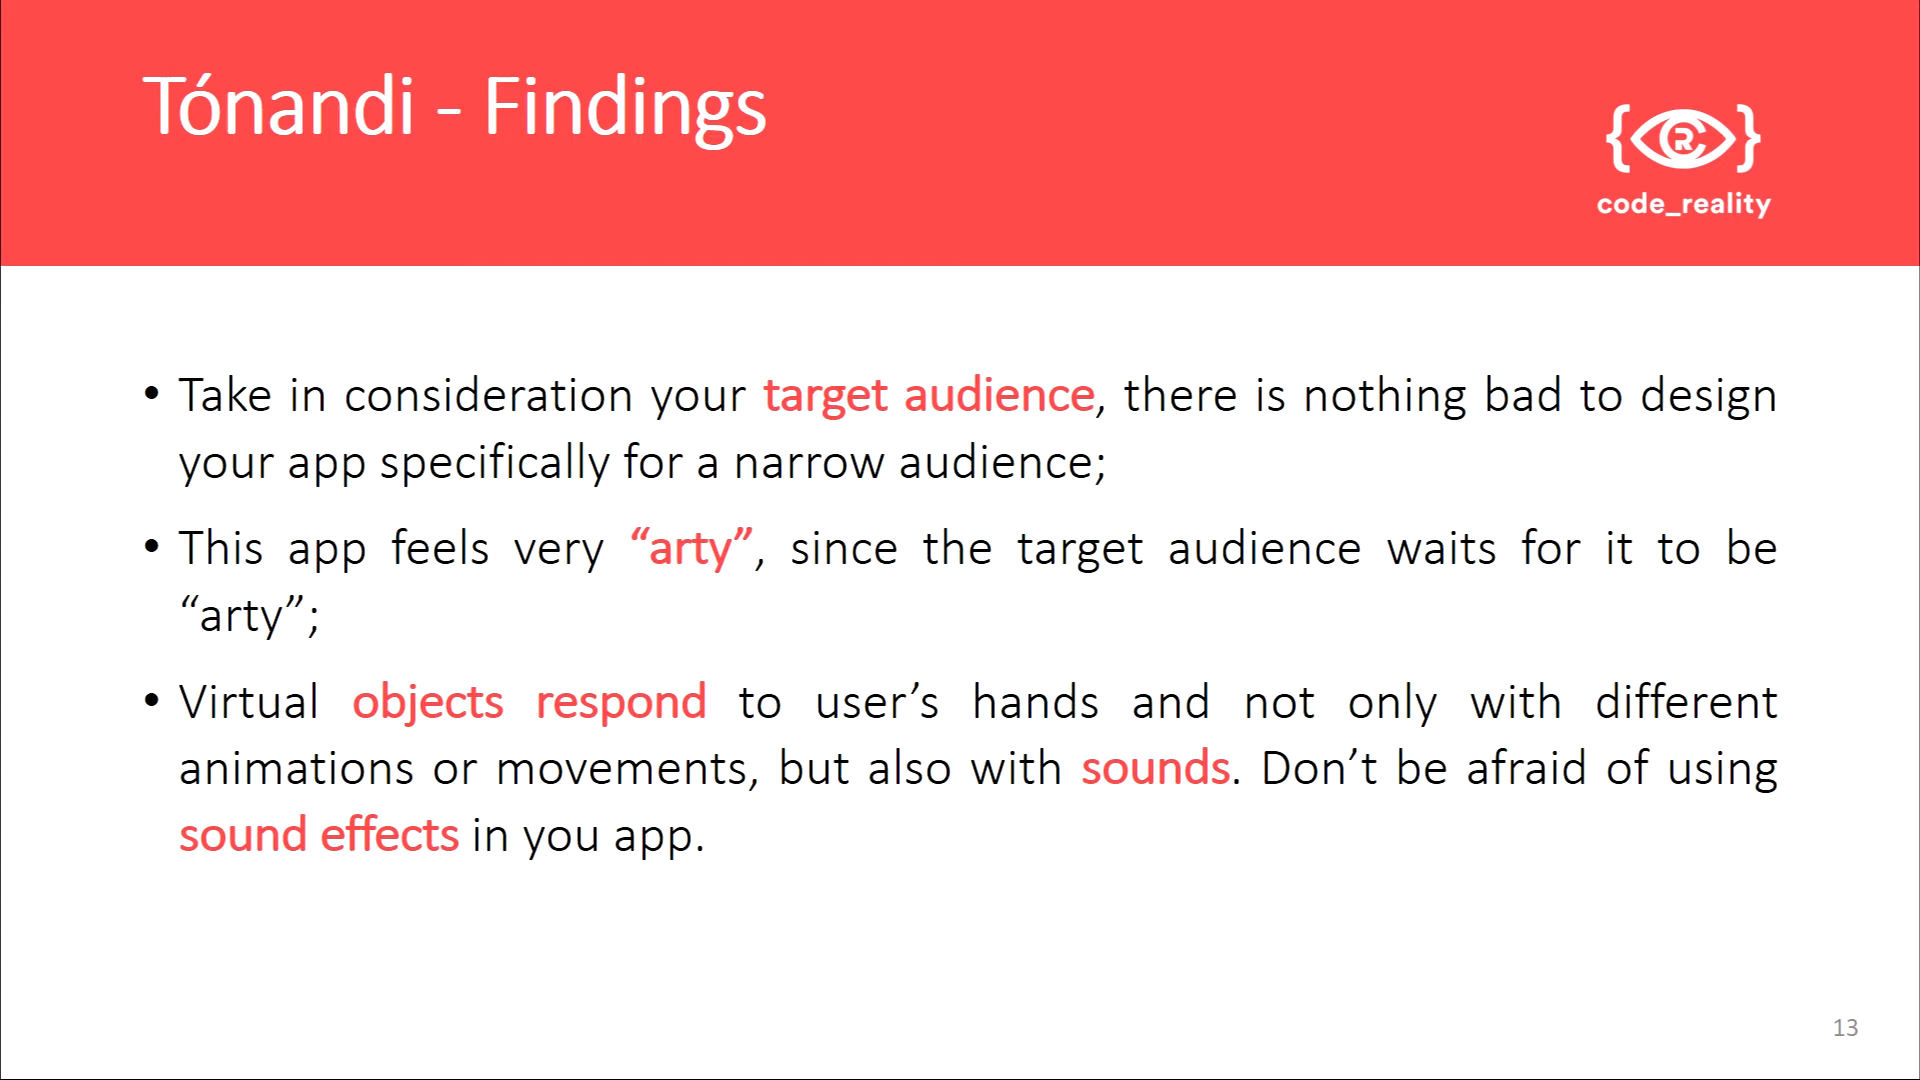 Tónandi - Findings
{R}
code_reality
• Take in consideration your target audience, there is nothing bad to design
your app specifically for a narrow audience;
• This app feels very “arty”, since the target audience waits for it to be
“arty”;
• Virtual objects respond to user’s hands and not only with different
animations or movements, but also with sounds. Don’t be afraid of using
sound effects in you app.
13